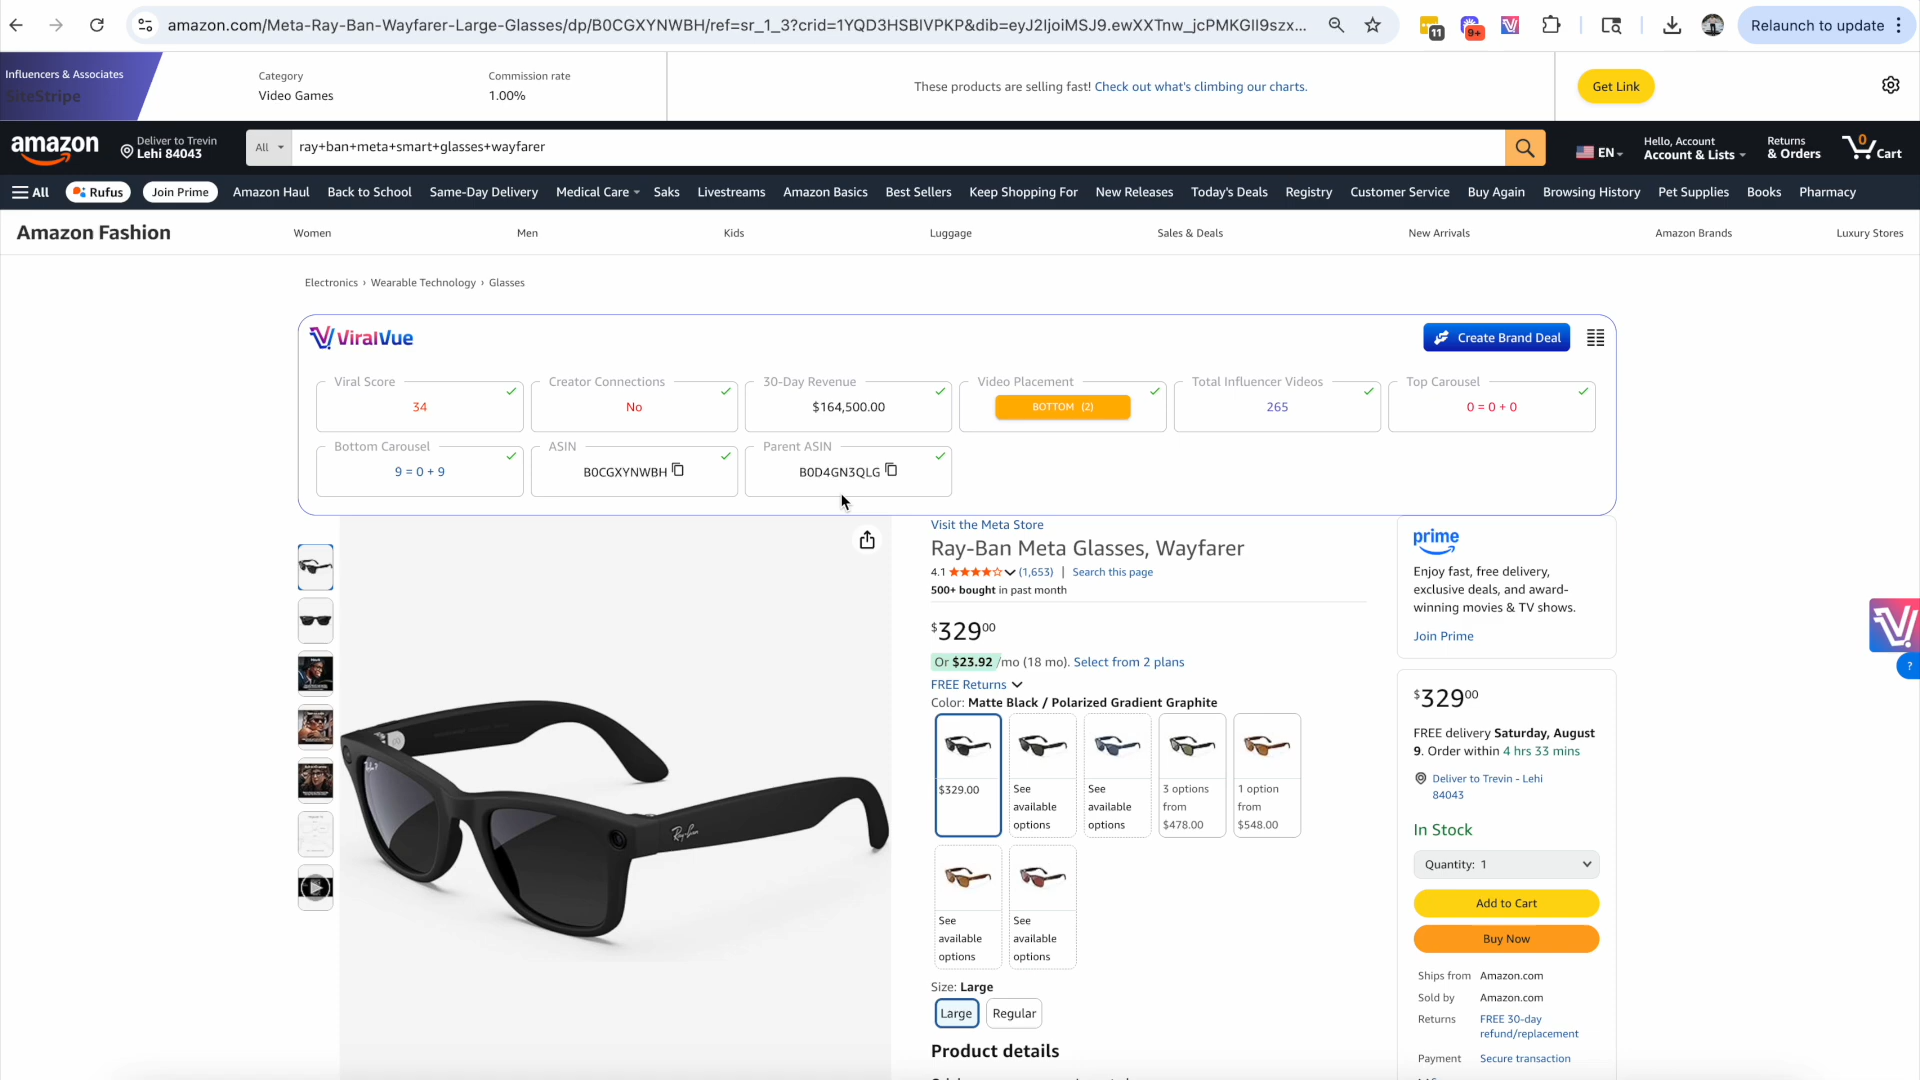 amazon.com/Meta-Ray-Ban-Wayfarer-Large-Glasses/dp/B0CGXYNWBH/ref=sr_1_3?crid=1YQD3HSBIVPKP&dib=eyJ2IjoiMSJ9.ewXXTnw_jcPMKGII9szx...
11
9+
Relaunch to update
Influencers & Associates
SiteStripe
Category
Video Games
Commission rate
1.00%
These products are selling fast! Check out what's climbing our charts.
Get Link
amazon
Deliver to Trevin
Lehi 84043
All
ray+ban+meta+smart+glasses+wayfarer
EN
Hello, Account
Account & Lists
Returns
& Orders
0
Cart
All
Rufus
Join Prime
Amazon Haul
Back to School
Same-Day Delivery
Medical Care
Saks
Livestreams
Amazon Basics
Best Sellers
Keep Shopping For
New Releases
Today's Deals
Registry
Customer Service
Buy Again
Browsing History
Pet Supplies
Books
Pharmacy
Amazon Fashion
Women
Men
Kids
Luggage
Sales & Deals
New Arrivals
Amazon Brands
Luxury Stores
Electronics › Wearable Technology › Glasses
ViralVue
Create Brand Deal
Viral Score
34
Creator Connections
No
30-Day Revenue
$164,500.00
Video Placement
BOTTOM (2)
Total Influencer Videos
265
Top Carousel
0 = 0 + 0
Bottom Carousel
9 = 0 + 9
ASIN
B0CGXYNWBH
Parent ASIN
B0D4GN3QLG
Visit the Meta Store
Ray-Ban Meta Glasses, Wayfarer
4.1 (1,653) | Search this page
500+ bought in past month
$32900
Or $23.92 /mo (18 mo). Select from 2 plans
FREE Returns
Color: Matte Black / Polarized Gradient Graphite
$329.00
See available options
See available options
3 options from $478.00
1 option from $548.00
See available options
See available options
Size: Large
Large
Regular
Product details
Ray-Ban
prime
Enjoy fast, free delivery,
exclusive deals, and award-
winning movies & TV shows.
Join Prime
$32900
FREE delivery Saturday, August
9. Order within 4 hrs 33 mins
Deliver to Trevin - Lehi
84043
In Stock
Quantity: 1
Add to Cart
Buy Now
Ships from Amazon.com
Sold by Amazon.com
Returns FREE 30-day
refund/replacement
Payment Secure transaction
?